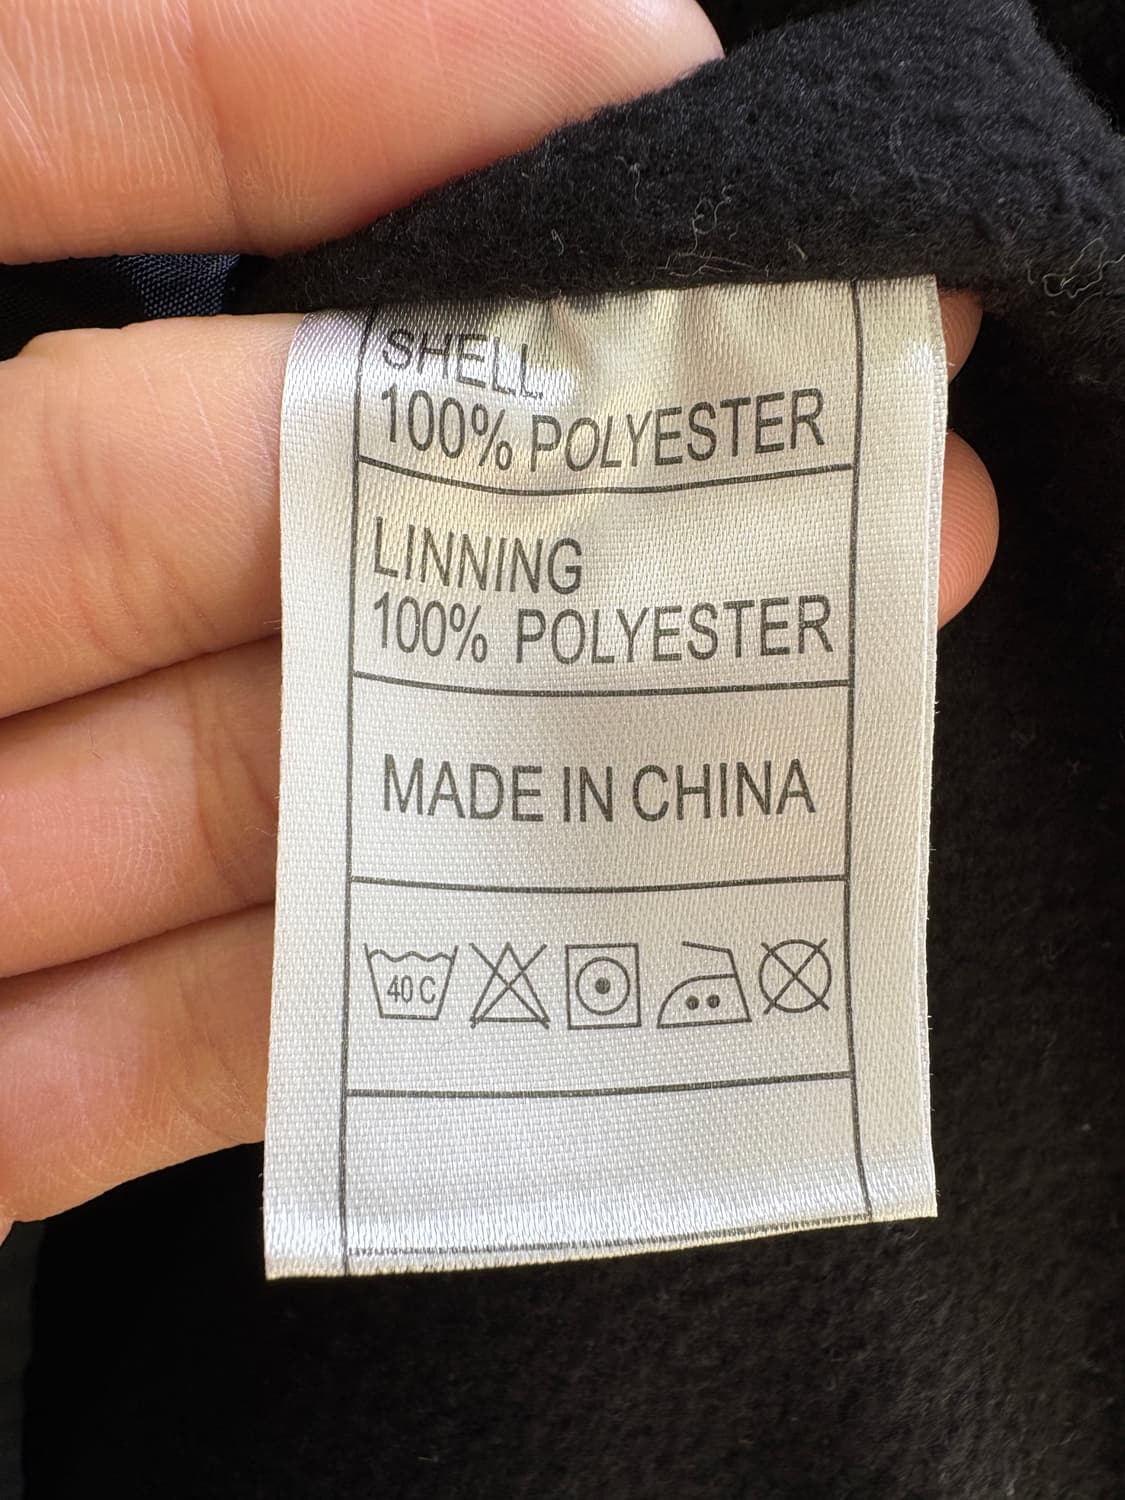 SHELL
100% POLYESTER
LINNING
100% POLYESTER
MADE IN CHINA
40 C